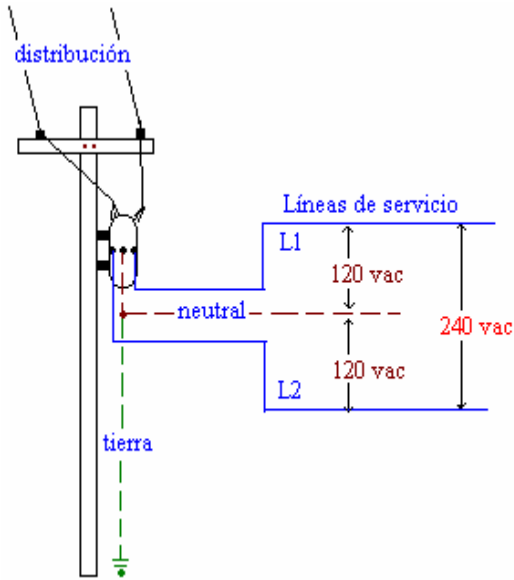 distribución
Líneas de servicio
L1
120 vac
neutral
240 vac
120 vac
L2
tierra